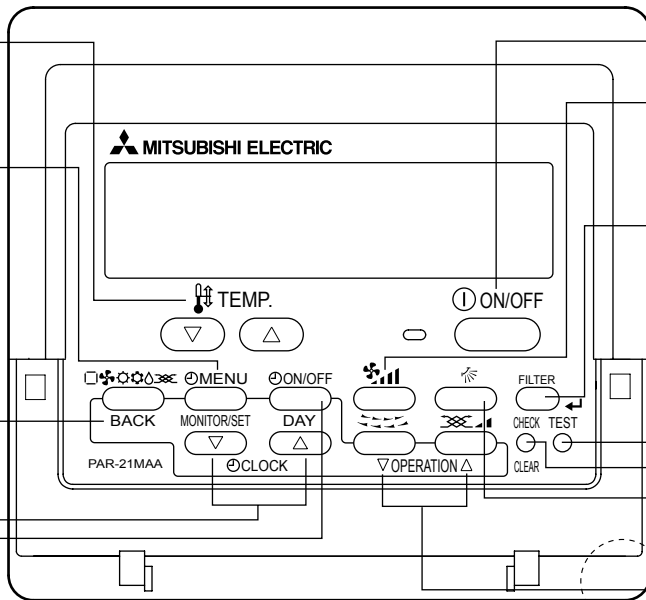 MITSUBISHI ELECTRIC
TEMP.
ON/OFF
MENU
ON/OFF
FILTER
BACK
MONITOR/SET
DAY
CHECK
TEST
PAR-21MAA
CLOCK
OPERATION
CLEAR